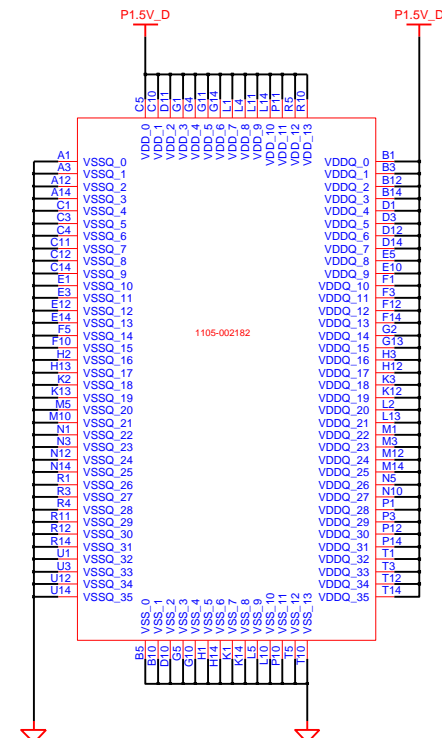 P1.5V_D P1.5V_D
C5 C10 D11 G1 G4 G11 G14 L1 L4 L11 L14 P11 R5 R10
VDD_0 VDD_1 VDD_2 VDD_3 VDD_4 VDD_5 VDD_6 VDD_7 VDD_8 VDD_9 VDD_10 VDD_11 VDD_12 VDD_13
A1 VSSQ_0 VDDQ_0 B1
A3 VSSQ_1 VDDQ_1 B3
A12 VSSQ_2 VDDQ_2 B12
A14 VSSQ_3 VDDQ_3 B14
C1 VSSQ_4 VDDQ_4 D1
C3 VSSQ_5 VDDQ_5 D3
C4 VSSQ_6 VDDQ_6 D12
C11 VSSQ_7 VDDQ_7 D14
C12 VSSQ_8 VDDQ_8 E5
C14 VSSQ_9 VDDQ_9 E10
E1 VSSQ_10 VDDQ_10 F1
E3 VSSQ_11 VDDQ_11 F3
E12 VSSQ_12 VDDQ_12 F12
E14 VSSQ_13 VDDQ_13 F14
F5 VSSQ_14 1105-002182 VDDQ_14 G2
F10 VSSQ_15 VDDQ_15 G13
H2 VSSQ_16 VDDQ_16 H3
H13 VSSQ_17 VDDQ_17 H12
K2 VSSQ_18 VDDQ_18 K3
K13 VSSQ_19 VDDQ_19 K12
M5 VSSQ_20 VDDQ_20 L2
M10 VSSQ_21 VDDQ_21 L13
N1 VSSQ_22 VDDQ_22 M1
N3 VSSQ_23 VDDQ_23 M3
N12 VSSQ_24 VDDQ_24 M12
N14 VSSQ_25 VDDQ_25 M14
R1 VSSQ_26 VDDQ_26 N5
R3 VSSQ_27 VDDQ_27 N10
R4 VSSQ_28 VDDQ_28 P1
R11 VSSQ_29 VDDQ_29 P3
R12 VSSQ_30 VDDQ_30 P12
R14 VSSQ_31 VDDQ_31 P14
U1 VSSQ_32 VDDQ_32 T1
U3 VSSQ_33 VDDQ_33 T3
U12 VSSQ_34 VDDQ_34 T12
U14 VSSQ_35 VDDQ_35 T14
VSS_0 VSS_1 VSS_2 VSS_3 VSS_4 VSS_5 VSS_6 VSS_7 VSS_8 VSS_9 VSS_10 VSS_11 VSS_12 VSS_13
B5 B10 D10 G5 G10 H1 H14 K1 K14 L5 L10 P10 T5 T10